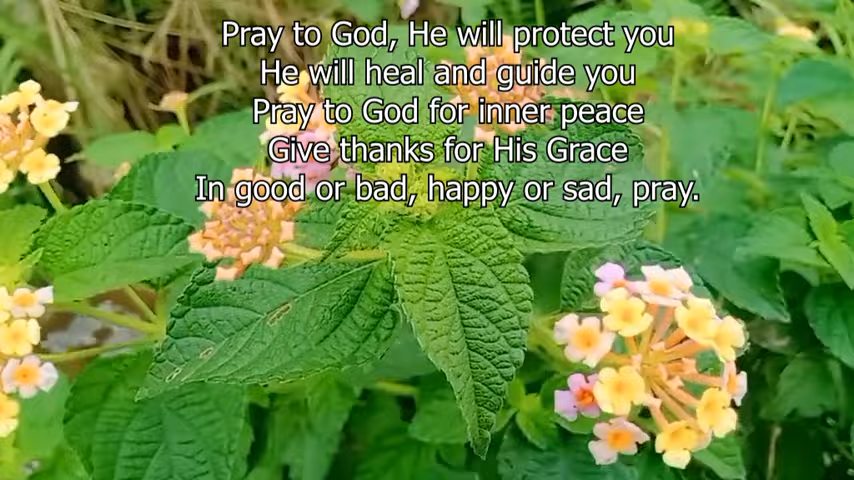 Pray to God, He will protect you
He will heal and guide you
Pray to God for inner peace
Give thanks for His Grace
In good or bad, happy or sad, pray.